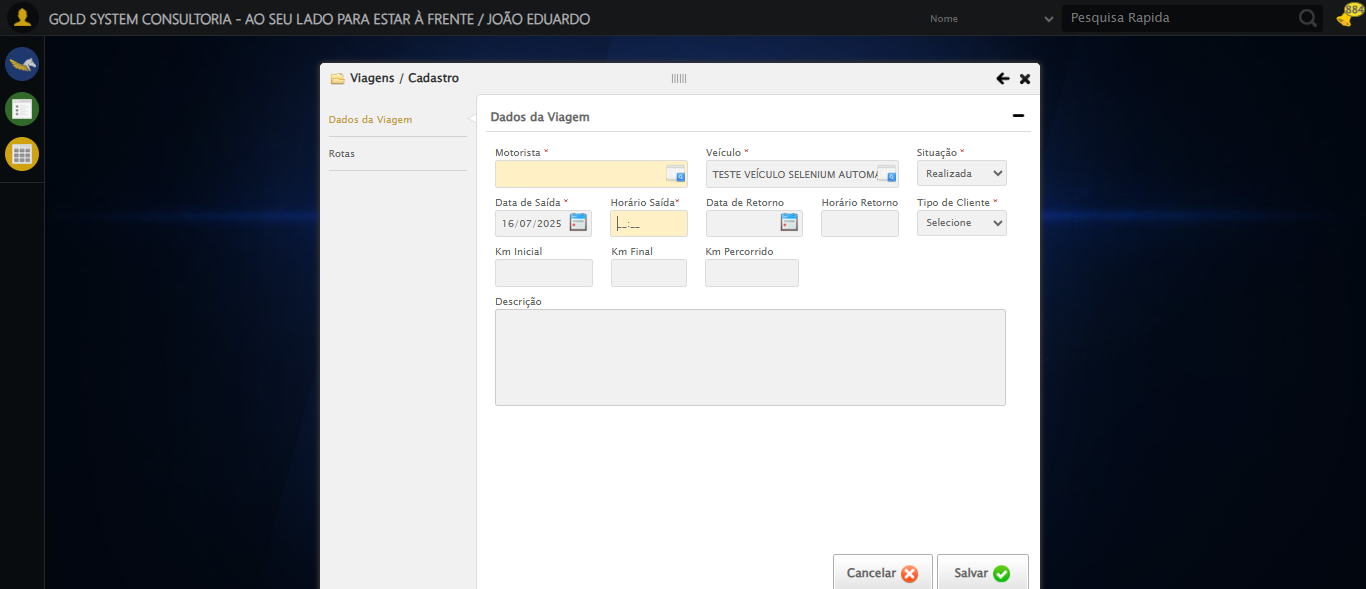 GOLD SYSTEM CONSULTORIA - AO SEU LADO PARA ESTAR À FRENTE / JOÃO EDUARDO
Nome
Pesquisa Rapida
884
Viagens / Cadastro
Dados da Viagem
Rotas
Dados da Viagem
Motorista *
Veículo *
Situação *
TESTE VEÍCULO SELENIUM AUTOMA
Realizada
Data de Saída *
Horário Saída*
Data de Retorno
Horário Retorno
Tipo de Cliente *
16/07/2025
__:__
Selecione
Km Inicial
Km Final
Km Percorrido
Descrição
Cancelar
Salvar